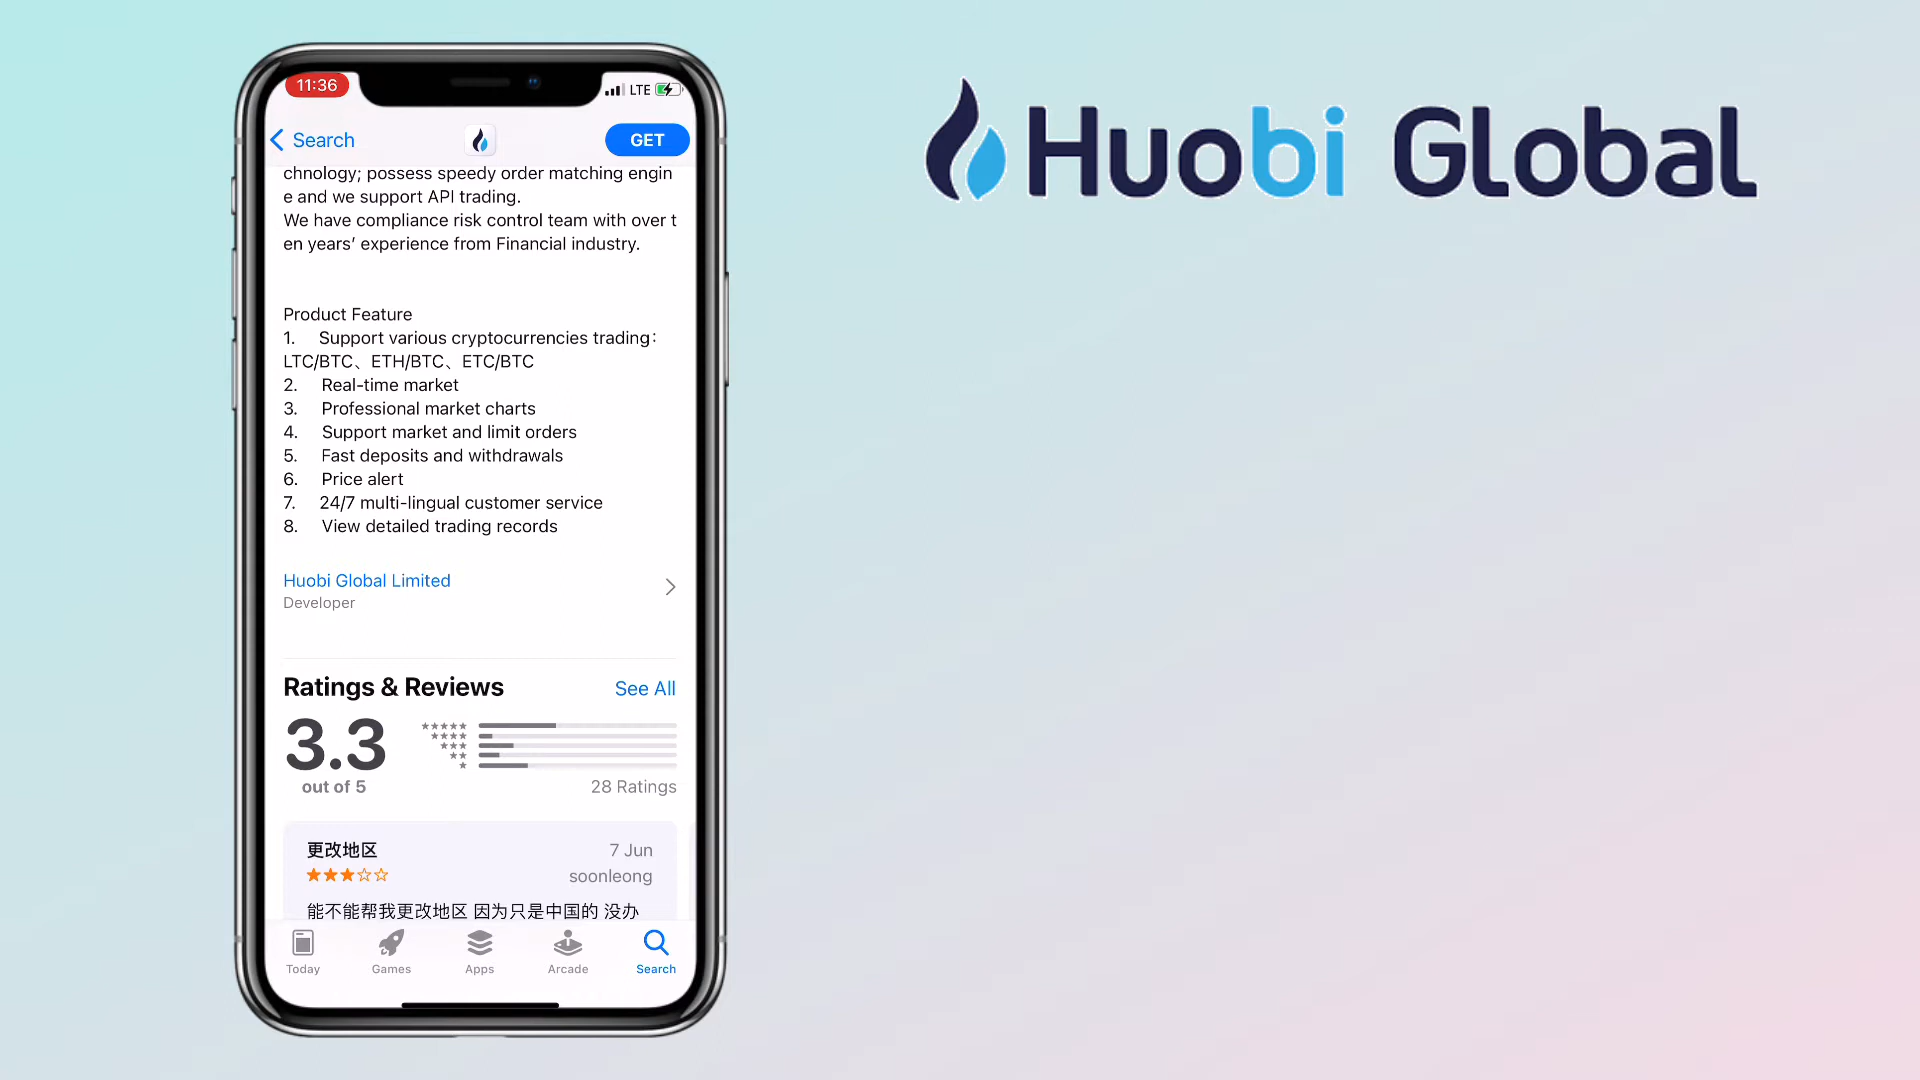 11:36
LTE
Search
GET
chnology; possess speedy order matching engin
e and we support API trading.
We have compliance risk control team with over t
en years’ experience from Financial industry.
Product Feature
1. Support various cryptocurrencies trading：
LTC/BTC、ETH/BTC、ETC/BTC
2. Real-time market
3. Professional market charts
4. Support market and limit orders
5. Fast deposits and withdrawals
6. Price alert
7. 24/7 multi-lingual customer service
8. View detailed trading records
Huobi Global Limited
Developer
Ratings & Reviews
See All
3.3
out of 5
28 Ratings
更改地区
7 Jun
soonleong
能不能帮我更改地区 因为只是中国的 没办
Today
Games
Apps
Arcade
Search
Huobi Global